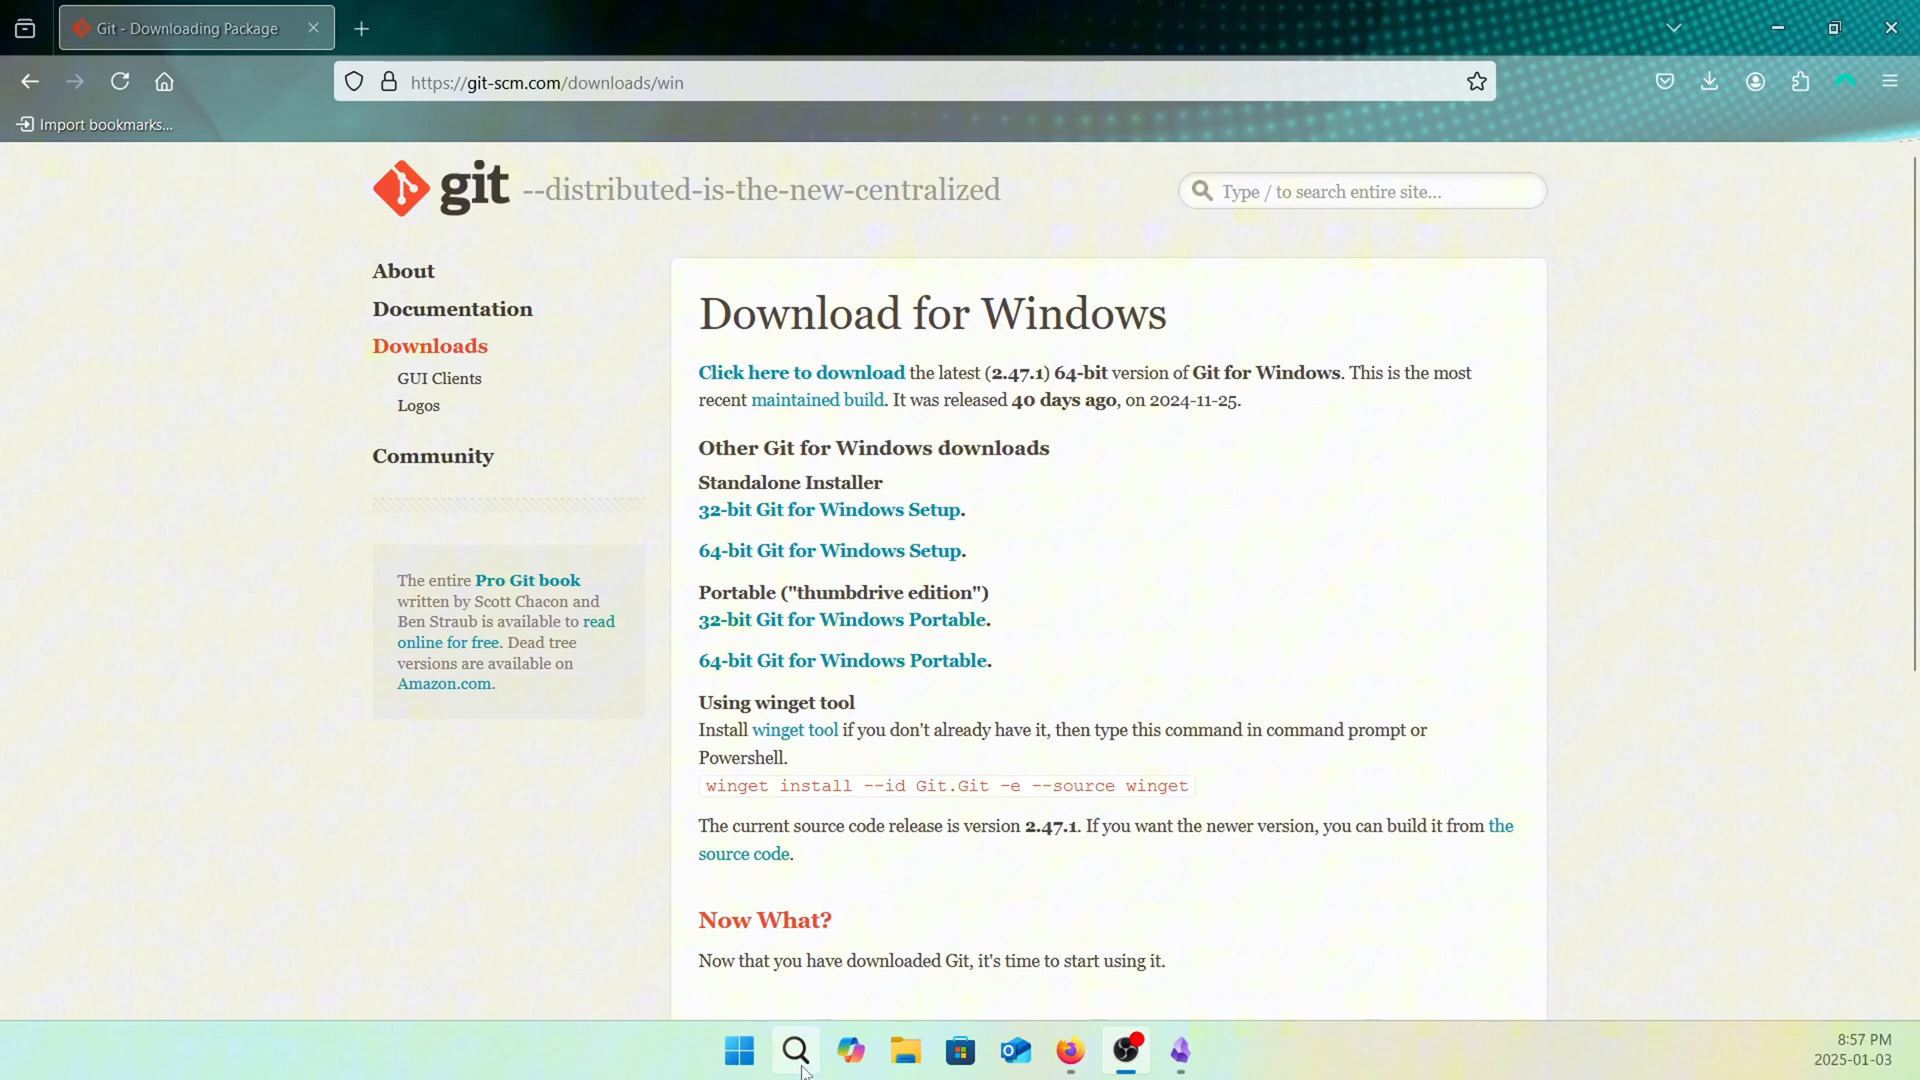 Git - Downloading Package
https://git-scm.com/downloads/win
Import bookmarks...
git --distributed-is-the-new-centralized
Type / to search entire site...
About
Documentation
Downloads
GUI Clients
Logos
Community
The entire Pro Git book
written by Scott Chacon and
Ben Straub is available to read
online for free. Dead tree
versions are available on
Amazon.com.
Download for Windows
Click here to download the latest (2.47.1) 64-bit version of Git for Windows. This is the most
recent maintained build. It was released 40 days ago, on 2024-11-25.
Other Git for Windows downloads
Standalone Installer
32-bit Git for Windows Setup.
64-bit Git for Windows Setup.
Portable ("thumbdrive edition")
32-bit Git for Windows Portable.
64-bit Git for Windows Portable.
Using winget tool
Install winget tool if you don't already have it, then type this command in command prompt or
Powershell.
winget install --id Git.Git -e --source winget
The current source code release is version 2.47.1. If you want the newer version, you can build it from the
source code.
Now What?
Now that you have downloaded Git, it's time to start using it.
8:57 PM
2025-01-03